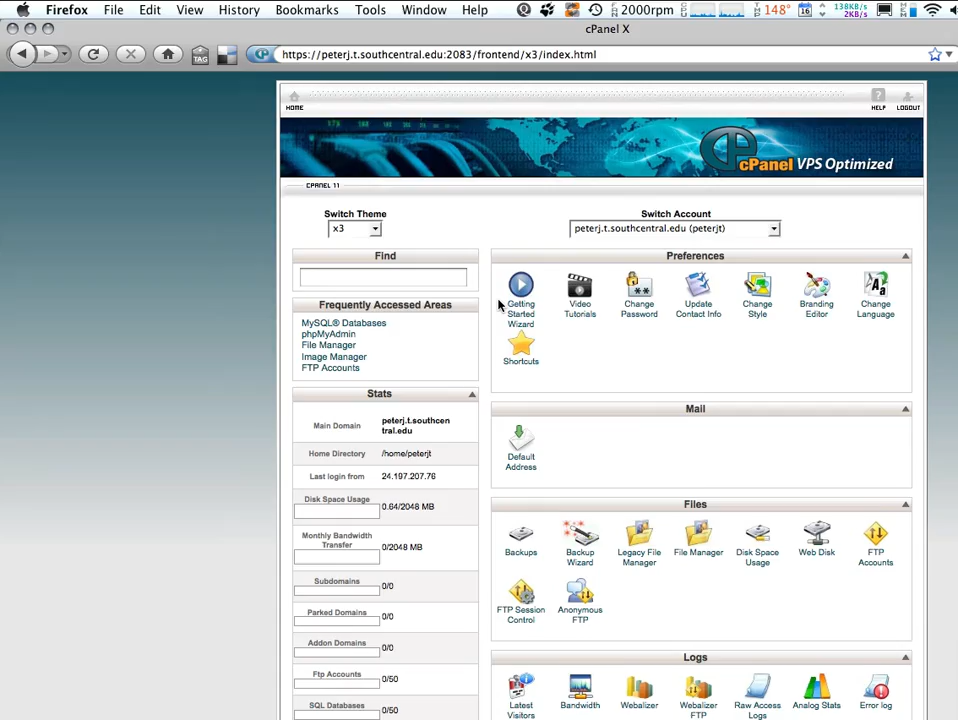 Firefox File Edit View History Bookmarks Tools Window Help 2000rpm 148° 16 138KB/s 2KB/s
cPanel X
TAG https://peterj.t.southcentral.edu:2083/frontend/x3/index.html
HOME HELP LOGOUT
cPanel VPS Optimized
CPANEL 11
Switch Theme
x3
Switch Account
peterj.t.southcentral.edu (peterjt)
Find
Frequently Accessed Areas
MySQL® Databases
phpMyAdmin
File Manager
Image Manager
FTP Accounts
Stats
Main Domain peterj.t.southcen
tral.edu
Home Directory /home/peterjt
Last login from 24.197.207.76
Disk Space Usage 0.64/2048 MB
Monthly Bandwidth
Transfer 0/2048 MB
Subdomains 0/0
Parked Domains 0/0
Addon Domains 0/0
Ftp Accounts 0/50
SQL Databases 0/50
Preferences
Getting
Started
Wizard
Video
Tutorials
Change
Password
Update
Contact Info
Change
Style
Branding
Editor
Change
Language
Shortcuts
Mail
Default
Address
Files
Backups
Backup
Wizard
Legacy File
Manager
File Manager
Disk Space
Usage
Web Disk
FTP
Accounts
FTP Session
Control
Anonymous
FTP
Logs
Latest
Visitors
Bandwidth
Webalizer
Webalizer
FTP
Raw Access
Logs
Analog Stats
Error log